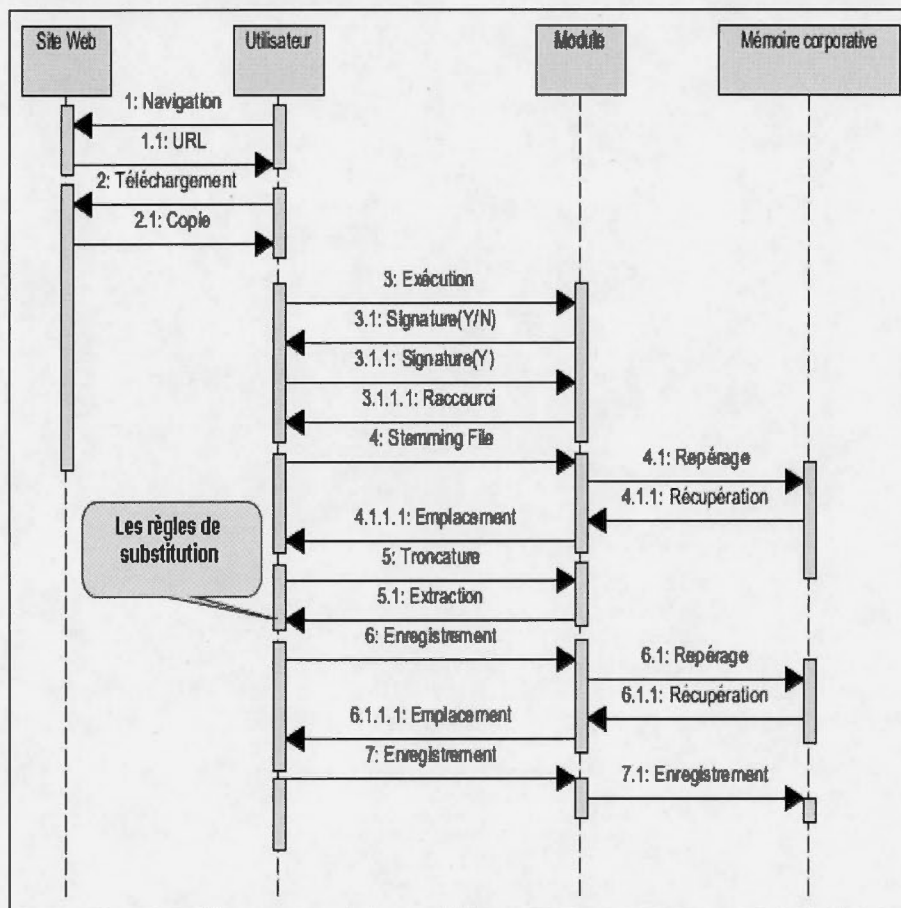 Site Web
Utilisateur
Module
Mémoire corporative
1: Navigation
1.1: URL
2: Téléchargement
2.1: Copie
3: Exécution
3.1: Signature(Y/N)
3.1.1: Signature(Y)
3.1.1.1: Raccourci
4: Stemming File
4.1: Repérage
4.1.1: Récupération
4.1.1.1: Emplacement
Les règles de
substitution
5: Troncature
5.1: Extraction
6: Enregistrement
6.1: Repérage
6.1.1: Récupération
6.1.1.1: Emplacement
7: Enregistrement
7.1: Enregistrement